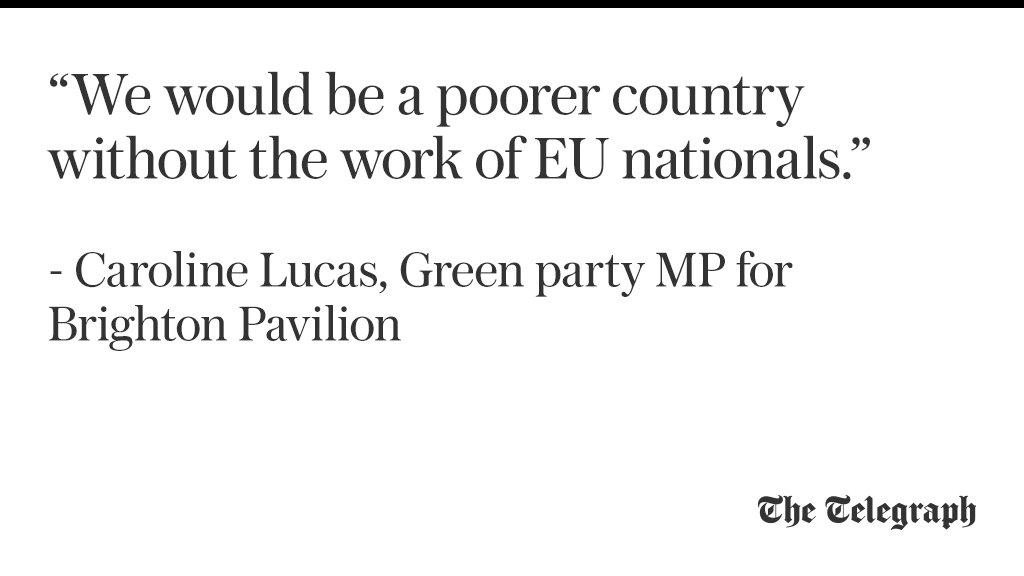 “We would be a poorer country
without the work of EU nationals.”
- Caroline Lucas, Green party MP for
Brighton Pavilion
The Telegraph